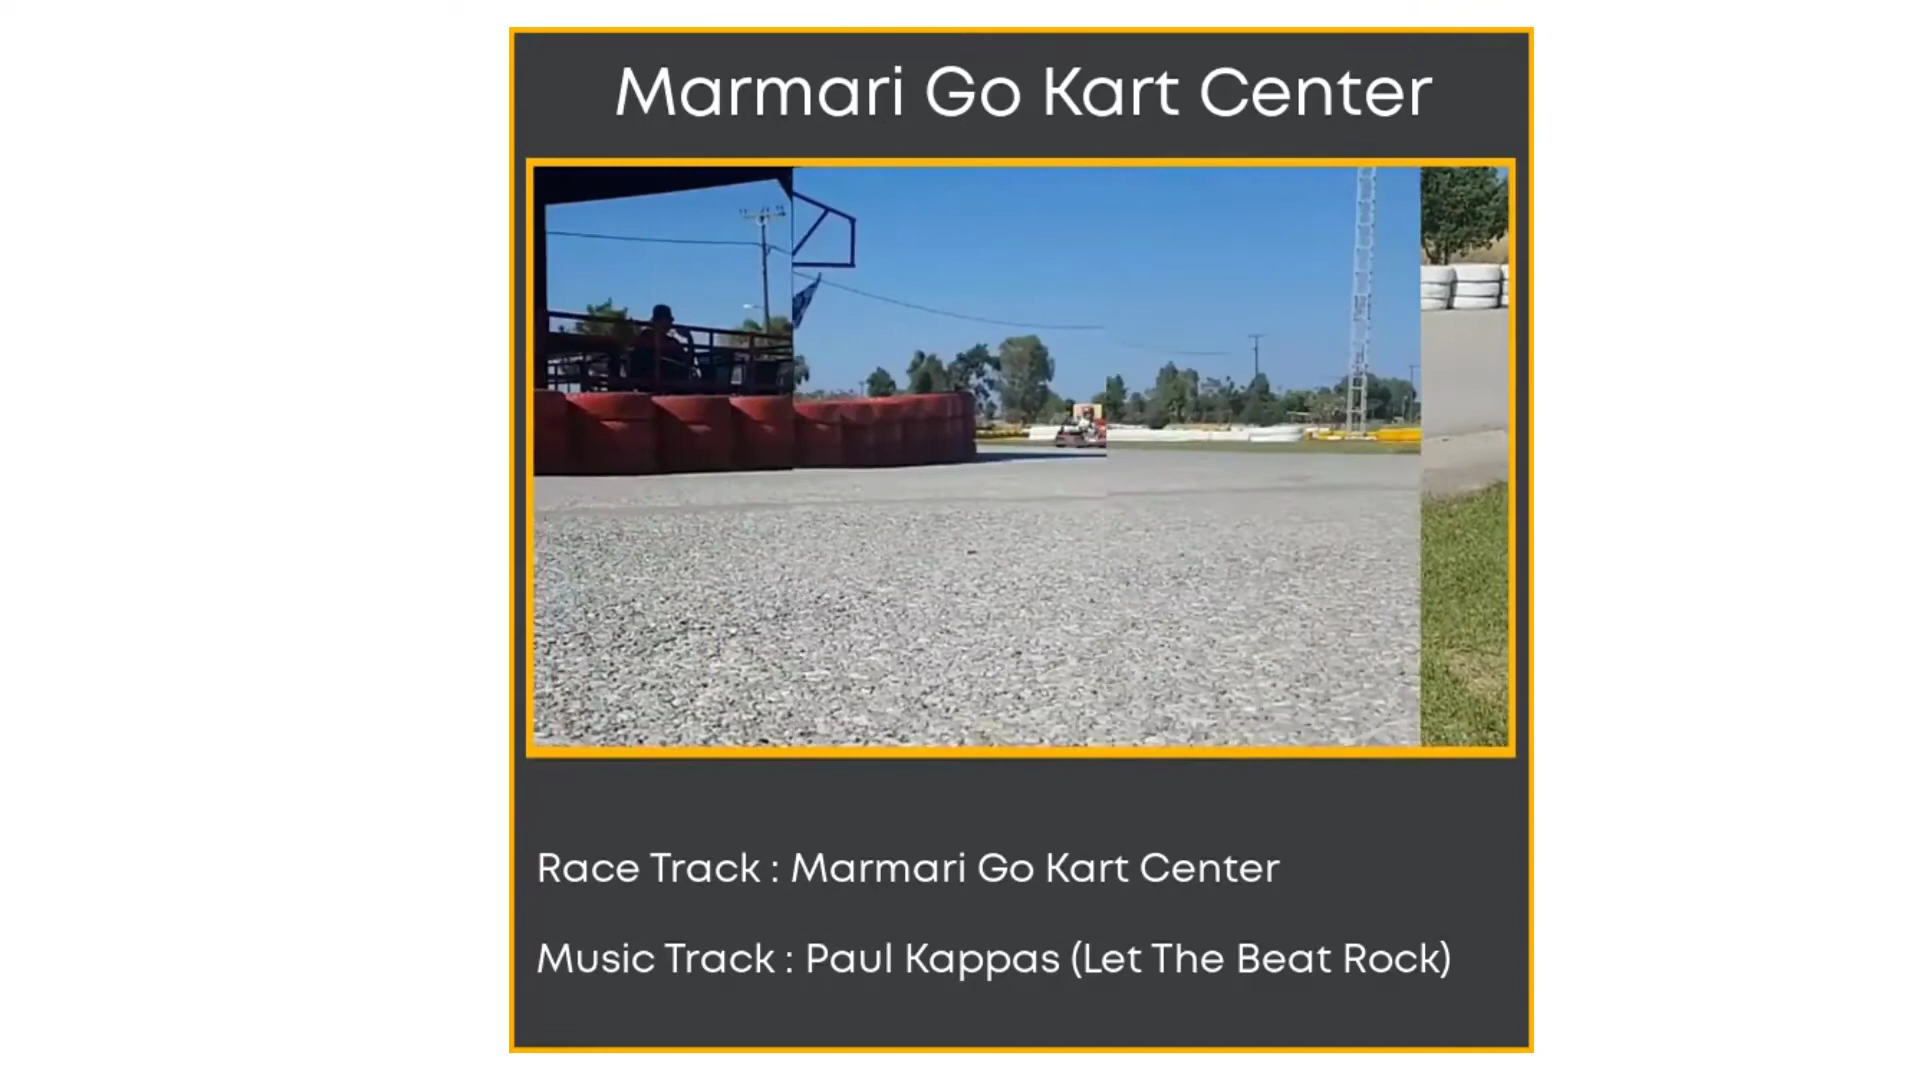 Marmari Go Kart Center
Race Track : Marmari Go Kart Center
Music Track : Paul Kappas (Let The Beat Rock)